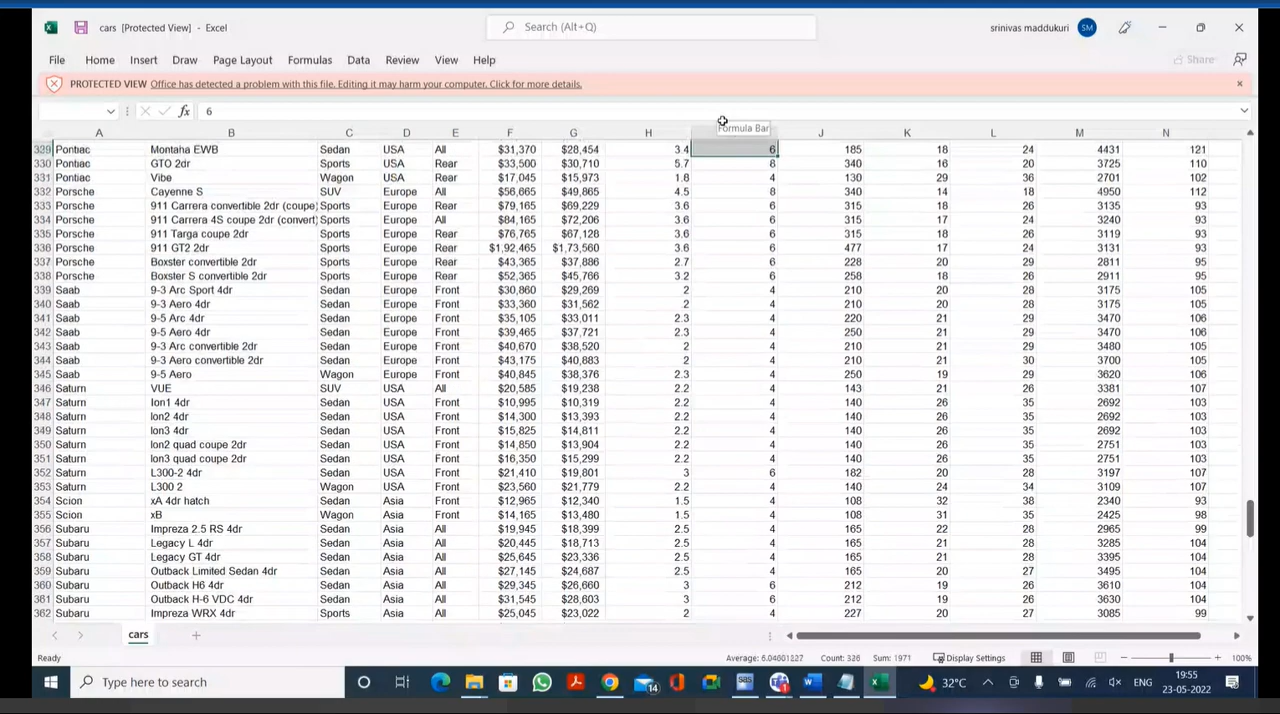 cars [Protected View] - Excel
Search (Alt+Q)
srinivas maddukuri SM
File Home Insert Draw Page Layout Formulas Data Review View Help Share
PROTECTED VIEW Office has detected a problem with this file. Editing it may harm your computer. Click for more details.
fx 6
Formula Bar
A B C D E F G H J K L M N
329 Pontiac Montaha EWB Sedan USA All $31,370 $28,454 3.4 6 185 18 24 4431 121
330 Pontiac GTO 2dr Sports USA Rear $33,500 $30,710 5.7 8 340 16 20 3725 110
331 Pontiac Vibe Wagon USA Rear $17,045 $15,973 1.8 4 130 29 36 2701 102
332 Porsche Cayenne S SUV Europe All $56,665 $49,865 4.5 8 340 14 18 4950 112
333 Porsche 911 Carrera convertible 2dr (coupe) Sports Europe Rear $79,165 $69,229 3.6 6 315 18 26 3135 93
334 Porsche 911 Carrera 4S coupe 2dr (convert) Sports Europe All $84,165 $72,206 3.6 6 315 17 24 3240 93
335 Porsche 911 Targa coupe 2dr Sports Europe Rear $76,765 $67,128 3.6 6 315 18 26 3119 93
336 Porsche 911 GT2 2dr Sports Europe Rear $1,92,465 $1,73,560 3.6 6 477 17 24 3131 93
337 Porsche Boxster convertible 2dr Sports Europe Rear $43,365 $37,886 2.7 6 228 20 29 2811 95
338 Porsche Boxster S convertible 2dr Sports Europe Rear $52,365 $45,766 3.2 6 258 18 26 2911 95
339 Saab 9-3 Arc Sport 4dr Sedan Europe Front $30,860 $29,269 2 4 210 20 28 3175 105
340 Saab 9-3 Aero 4dr Sedan Europe Front $33,360 $31,562 2 4 210 20 28 3175 105
341 Saab 9-5 Arc 4dr Sedan Europe Front $35,105 $33,011 2.3 4 220 21 29 3470 106
342 Saab 9-5 Aero 4dr Sedan Europe Front $39,465 $37,721 2.3 4 250 21 29 3470 106
343 Saab 9-3 Arc convertible 2dr Sedan Europe Front $40,670 $38,520 2 4 210 21 29 3480 105
344 Saab 9-3 Aero convertible 2dr Sedan Europe Front $43,175 $40,883 2 4 210 21 30 3700 105
345 Saab 9-5 Aero Wagon Europe Front $40,845 $38,376 2.3 4 250 19 29 3620 106
346 Saturn VUE SUV USA All $20,585 $19,238 2.2 4 143 21 26 3381 107
347 Saturn Ion1 4dr Sedan USA Front $10,995 $10,319 2.2 4 140 26 35 2692 103
348 Saturn Ion2 4dr Sedan USA Front $14,300 $13,393 2.2 4 140 26 35 2692 103
349 Saturn Ion3 4dr Sedan USA Front $15,825 $14,811 2.2 4 140 26 35 2692 103
350 Saturn Ion2 quad coupe 2dr Sedan USA Front $14,850 $13,904 2.2 4 140 26 35 2751 103
351 Saturn Ion3 quad coupe 2dr Sedan USA Front $16,350 $15,299 2.2 4 140 26 35 2751 103
352 Saturn L300-2 4dr Sedan USA Front $21,410 $19,801 3 6 182 20 28 3197 107
353 Saturn L300 2 Wagon USA Front $23,560 $21,779 2.2 4 140 24 34 3109 107
354 Scion xA 4dr hatch Sedan Asia Front $12,965 $12,340 1.5 4 108 32 38 2340 93
355 Scion xB Wagon Asia Front $14,165 $13,480 1.5 4 108 31 35 2425 98
356 Subaru Impreza 2.5 RS 4dr Sedan Asia All $19,945 $18,399 2.5 4 165 22 28 2965 99
357 Subaru Legacy L 4dr Sedan Asia All $20,445 $18,713 2.5 4 165 21 28 3285 104
358 Subaru Legacy GT 4dr Sedan Asia All $25,645 $23,336 2.5 4 165 21 28 3395 104
359 Subaru Outback Limited Sedan 4dr Sedan Asia All $27,145 $24,687 2.5 4 165 20 27 3495 104
360 Subaru Outback H6 4dr Sedan Asia All $29,345 $26,660 3 6 212 19 26 3610 104
361 Subaru Outback H-6 VDC 4dr Sedan Asia All $31,545 $28,603 3 6 212 19 26 3630 104
362 Subaru Impreza WRX 4dr Sports Asia All $25,045 $23,022 2 4 227 20 27 3085 99
cars
Ready Average: 6.04601227 Count: 326 Sum: 1971 Display Settings 100%
Type here to search 14 sas 32°C ENG 19:55
23-05-2022